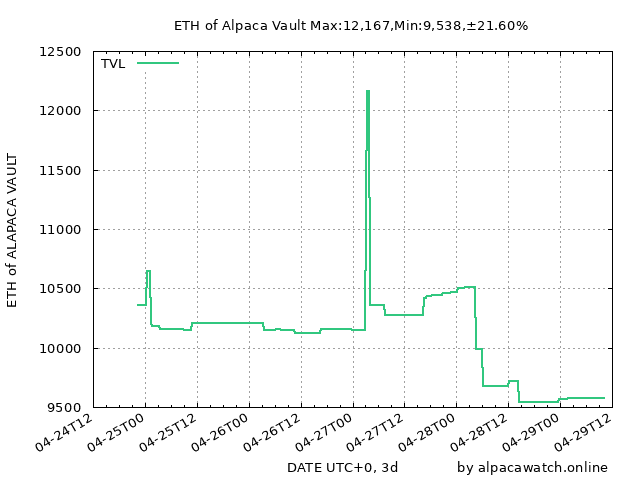 ETH of Alpaca Vault Max:12,167,Min:9,538,±21.60%
TVL
ETH of ALAPACA VAULT
12500
12000
11500
11000
10500
10000
9500
04-24T12
04-25T00
04-25T12
04-26T00
04-26T12
04-27T00
04-27T12
04-28T00
04-28T12
04-29T00
04-29T12
DATE UTC+0, 3d
by alpacawatch.online